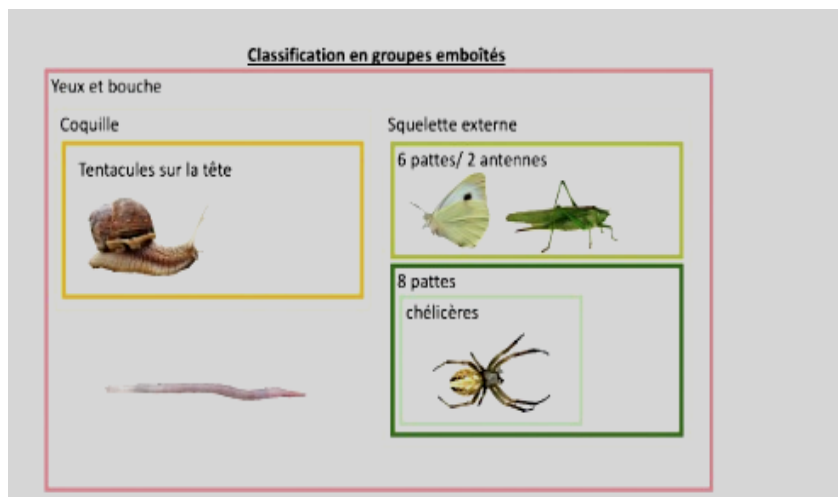 Classification en groupes emboîtés
Yeux et bouche
Coquille
Tentacules sur la tête
Squelette externe
6 pattes/ 2 antennes
8 pattes
chélicères